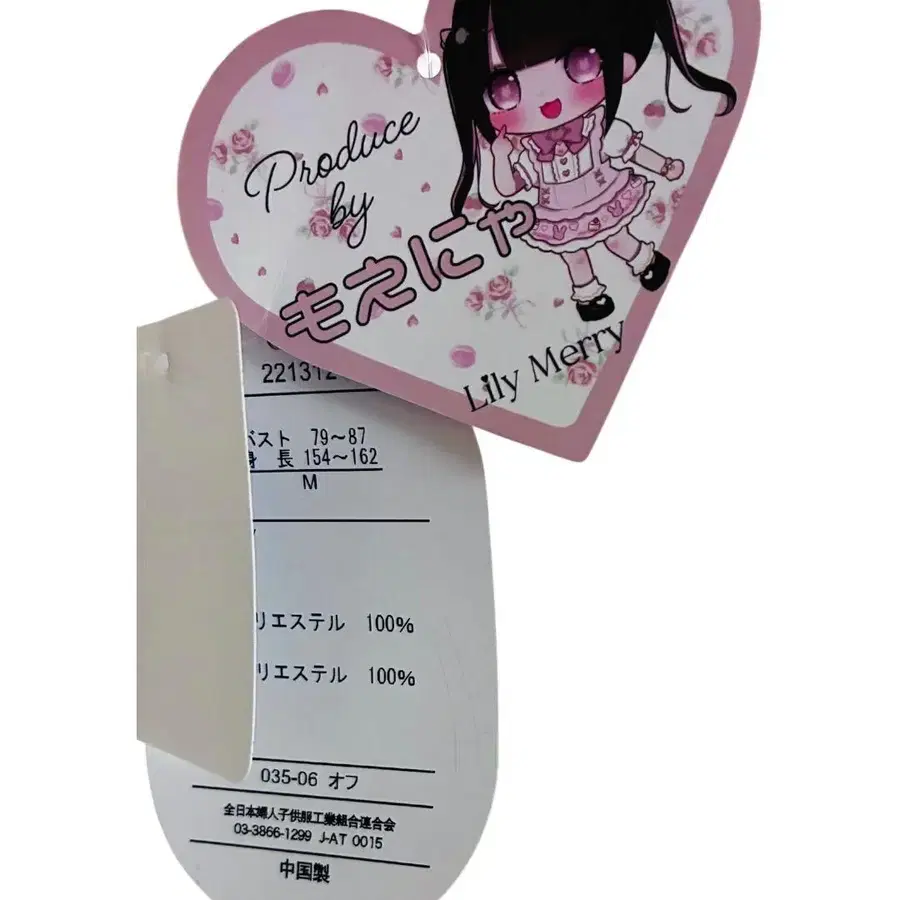 Produce
by
もえにゃ
Lily Merry
221312
バスト 79～87
身 長 154～162
M
リエステル 100%
リエステル 100%
035-06 オフ
全日本婦人子供服工業組合連合会
03-3866-1299 J-AT 0015
中国製